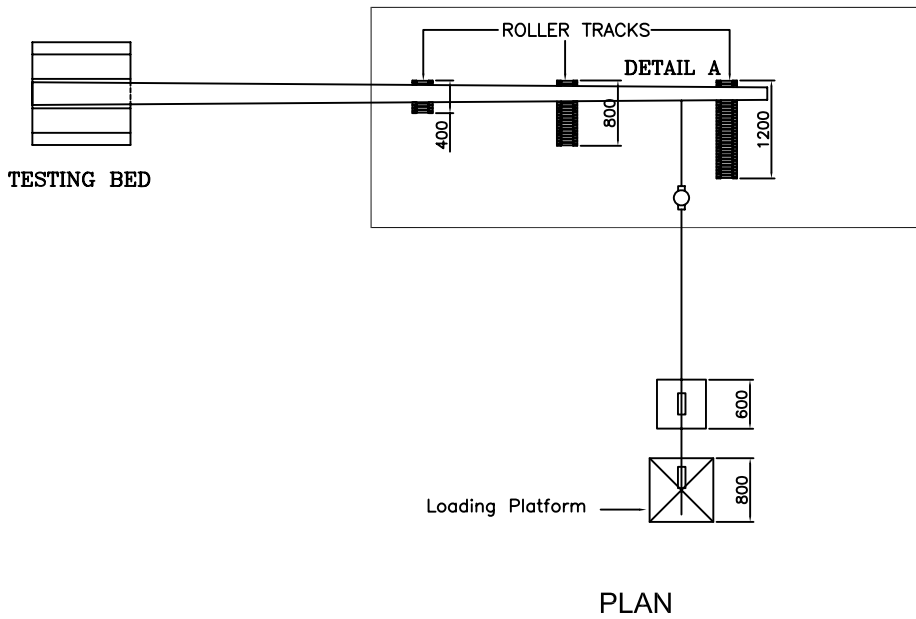 ROLLER TRACKS
DETAIL A
400
800
1200
TESTING BED
600
800
Loading Platform
PLAN